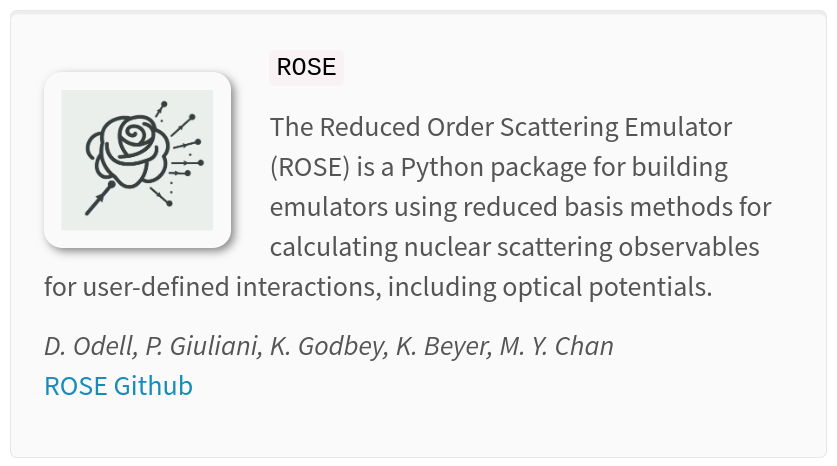 ROSE
The Reduced Order Scattering Emulator
(ROSE) is a Python package for building
emulators using reduced basis methods for
calculating nuclear scattering observables
for user-defined interactions, including optical potentials.
D. Odell, P. Giuliani, K. Godbey, K. Beyer, M. Y. Chan
ROSE Github